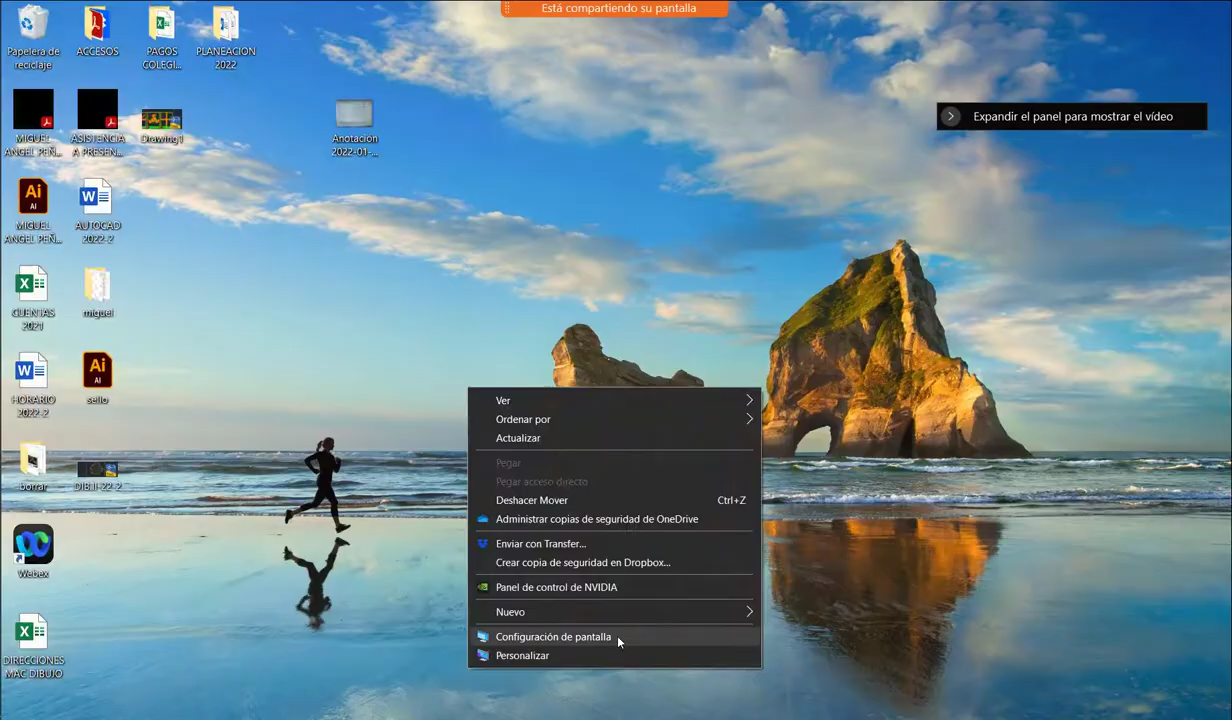 Está compartiendo su pantalla
Expandir el panel para mostrar el vídeo
Papelera de
reciclaje
ACCESOS
PAGOS
COLEGI...
PLANEACION
2022
MIGUEL
ANGEL PEÑ...
ASISTENCIA
A PRESEN...
Drawing1
Anotación
2022-01-...
Ai
AI
MIGUEL
ANGEL PEÑ...
W
AUTOCAD
2022-2
X
CUENTAS
2021
miguel
W
HORARIO
2022-2
Ai
AI
sello
borrar
DIB.II-22-2
Webex
X
DIRECCIONES
MAC DIBUJO
Ver
Ordenar por
Actualizar
Pegar
Pegar acceso directo
Deshacer Mover Ctrl+Z
Administrar copias de seguridad de OneDrive
Enviar con Transfer...
Crear copia de seguridad en Dropbox...
Panel de control de NVIDIA
Nuevo
Configuración de pantalla
Personalizar